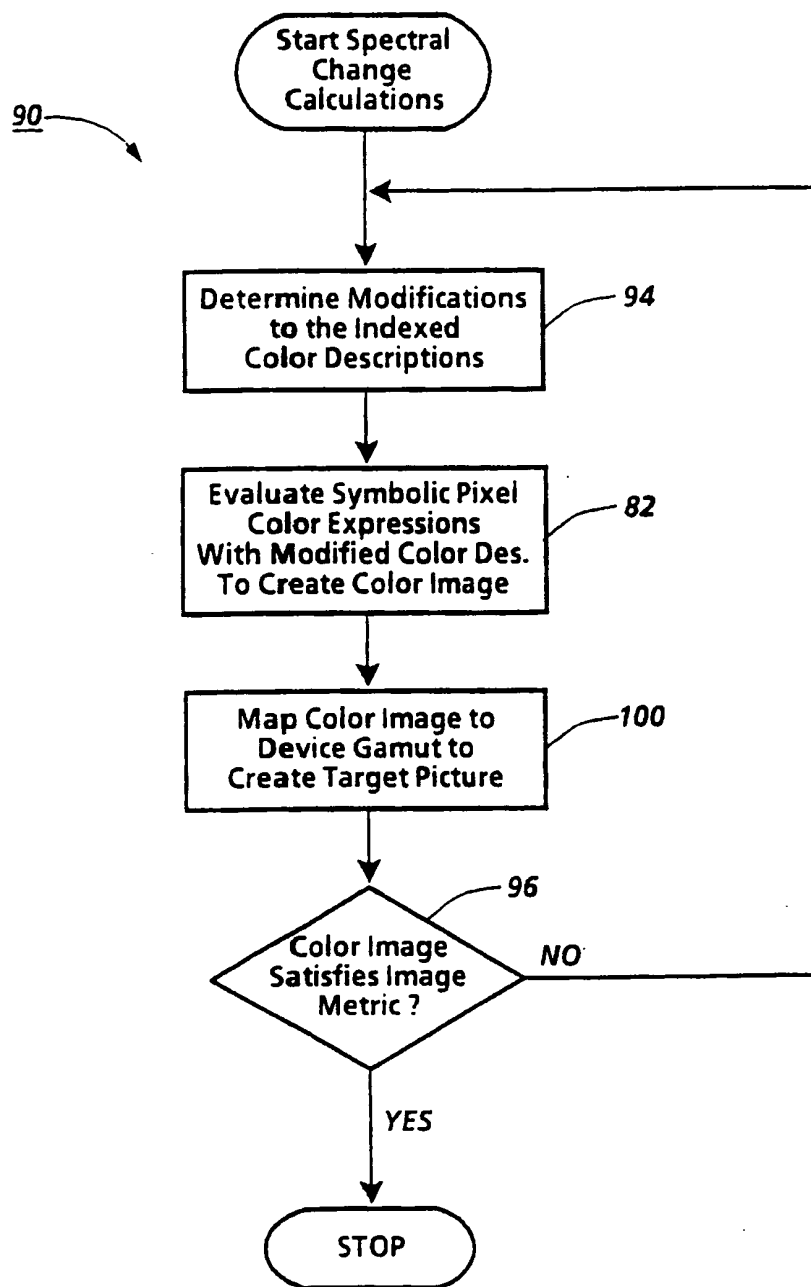 Start Spectral
Change
Calculations
90
Determine Modifications
to the Indexed
Color Descriptions
94
Evaluate Symbolic Pixel
Color Expressions
With Modified Color Des.
To Create Color Image
82
Map Color Image to
Device Gamut to
Create Target Picture
100
96
Color Image
Satisfies Image
Metric ?
NO
YES
STOP